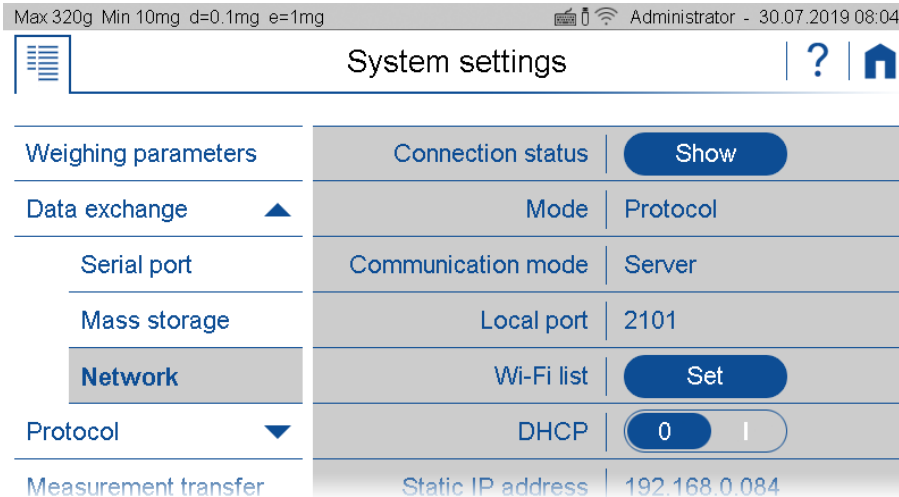 Max 320g Min 10mg d=0.1mg e=1mg Administrator - 30.07.2019 08:04
System settings ?
Weighing parameters
Data exchange
Serial port
Mass storage
Network
Protocol
Measurement transfer
Connection status Show
Mode Protocol
Communication mode Server
Local port 2101
Wi-Fi list Set
DHCP 0 I
Static IP address 192.168.0.084